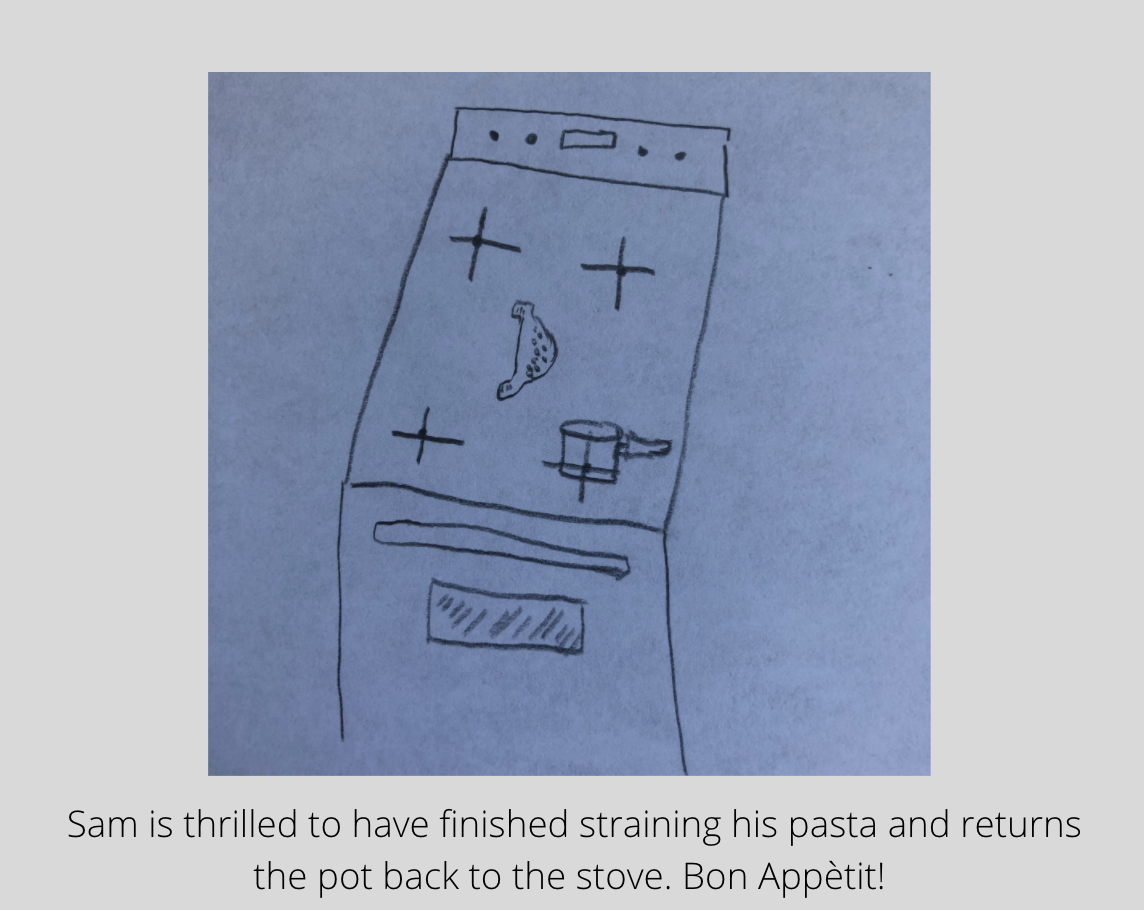 Sam is thrilled to have finished straining his pasta and returns
the pot back to the stove. Bon Appètit!